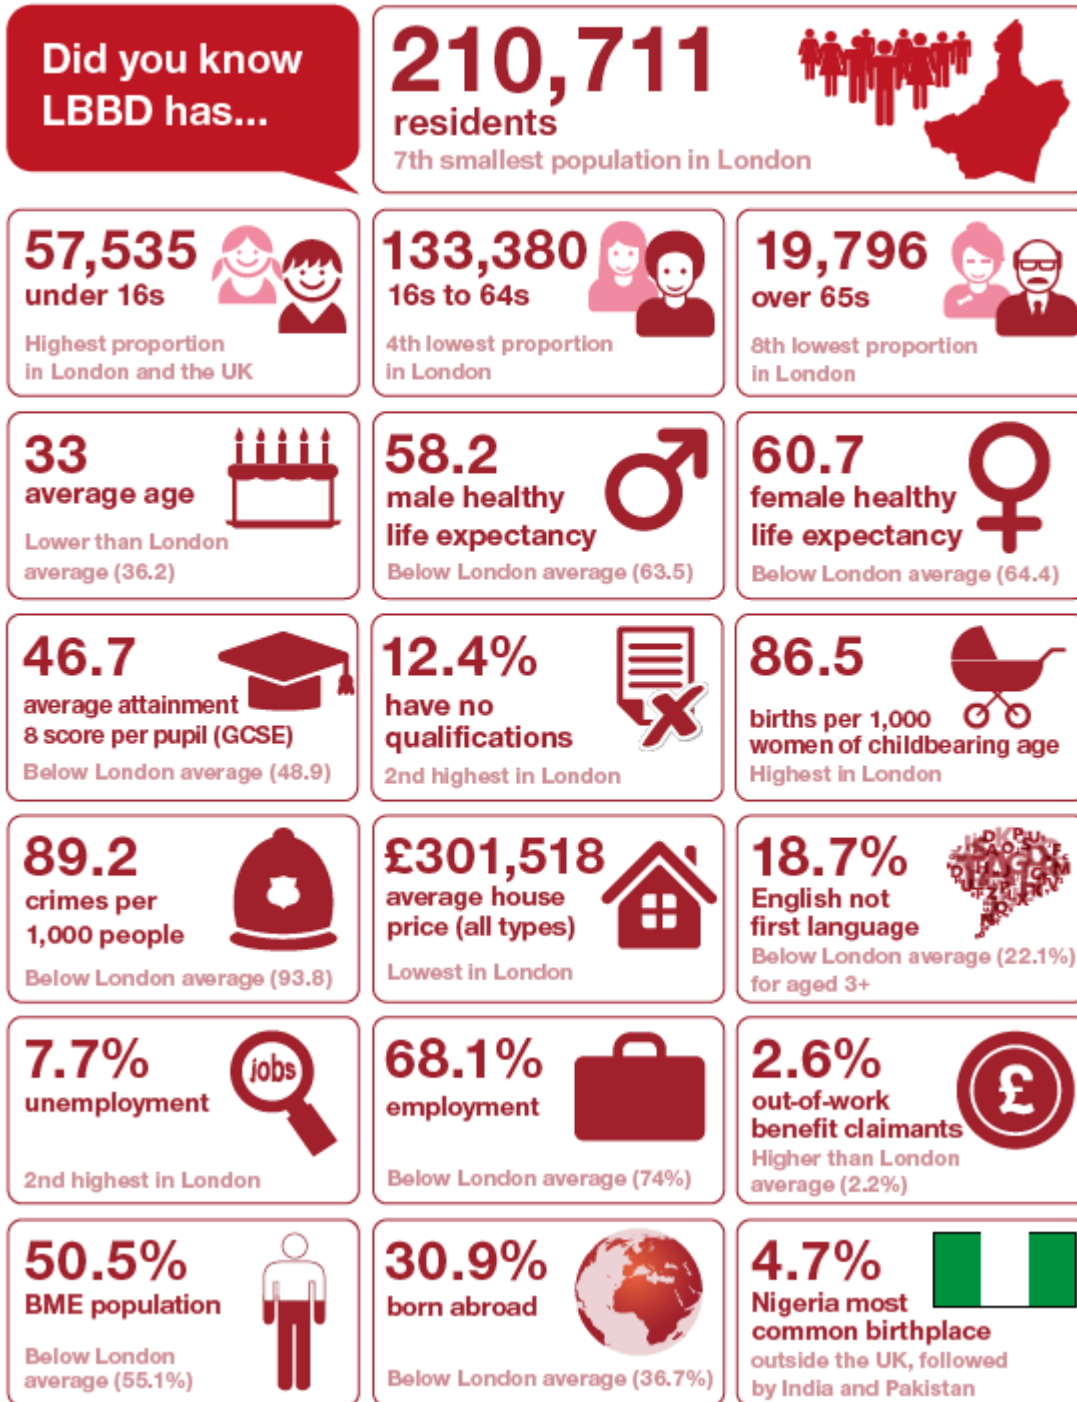 Did you know
LBBD has...
210,711
residents
7th smallest population in London
57,535
under 16s
Highest proportion
in London and the UK
133,380
16s to 64s
4th lowest proportion
in London
19,796
over 65s
8th lowest proportion
in London
33
average age
Lower than London
average (36.2)
58.2
male healthy
life expectancy
Below London average (63.5)
60.7
female healthy
life expectancy
Below London average (64.4)
46.7
average attainment
8 score per pupil (GCSE)
Below London average (48.9)
12.4%
have no
qualifications
2nd highest in London
86.5
births per 1,000
women of childbearing age
Highest in London
89.2
crimes per
1,000 people
Below London average (93.8)
£301,518
average house
price (all types)
Lowest in London
18.7%
English not
first language
Below London average (22.1%)
for aged 3+
7.7%
unemployment
jobs
2nd highest in London
68.1%
employment
Below London average (74%)
2.6%
out-of-work
benefit claimants
£
Higher than London
average (2.2%)
50.5%
BME population
Below London
average (55.1%)
30.9%
born abroad
Below London average (36.7%)
4.7%
Nigeria most
common birthplace
outside the UK, followed
by India and Pakistan